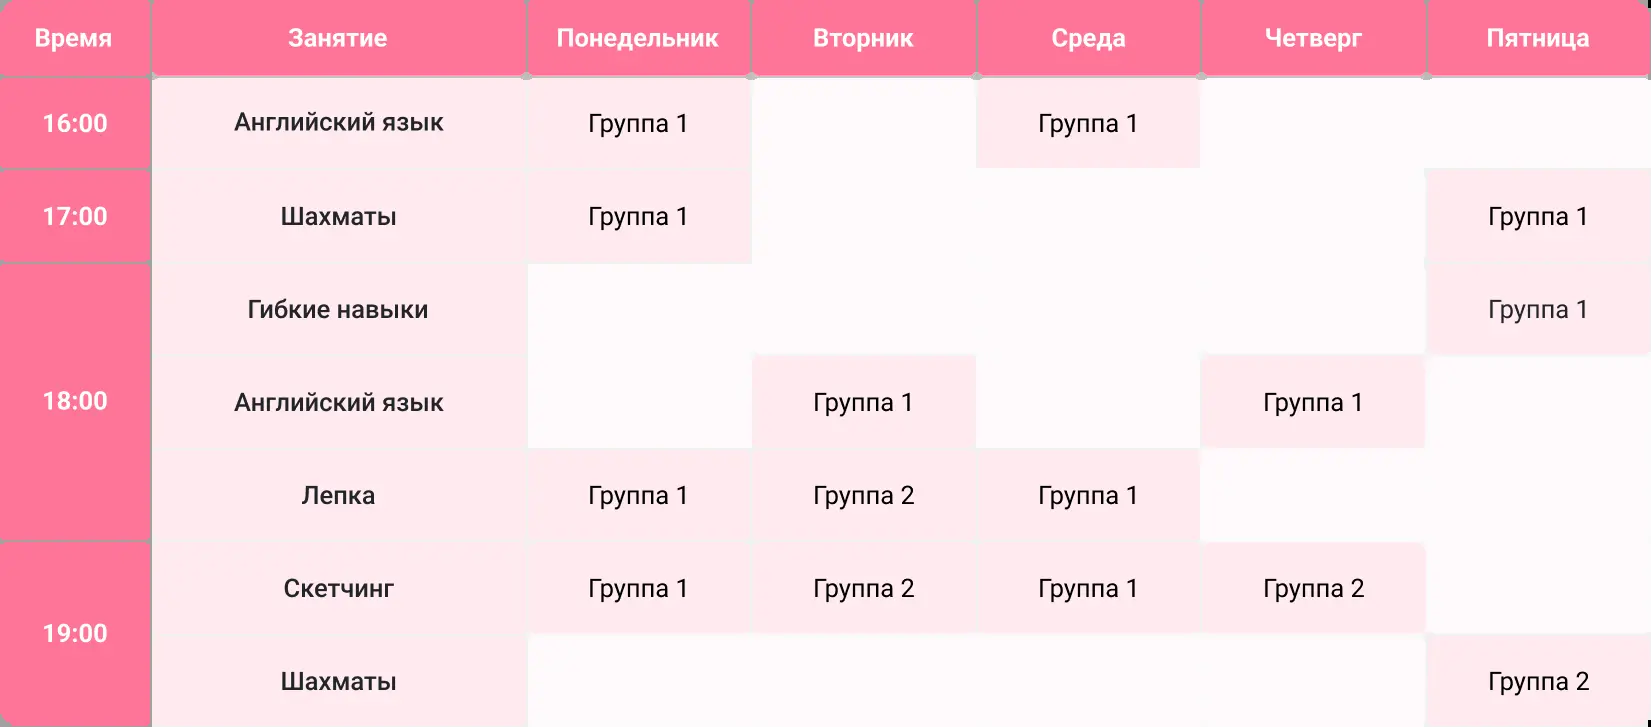 Время Занятие Понедельник Вторник Среда Четверг Пятница
16:00 Английский язык Группа 1 Группа 1
17:00 Шахматы Группа 1 Группа 1
Гибкие навыки Группа 1
18:00 Английский язык Группа 1 Группа 1
Лепка Группа 1 Группа 2 Группа 1
Скетчинг Группа 1 Группа 2 Группа 1 Группа 2
19:00
Шахматы Группа 2